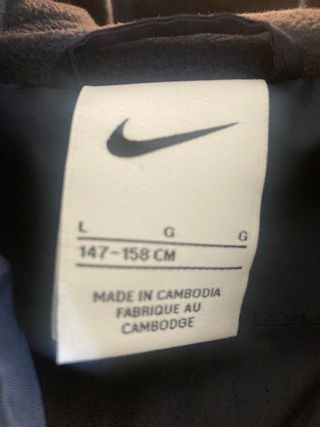 L G G
147-158 CM
MADE IN CAMBODIA
FABRIQUE AU
CAMBODGE